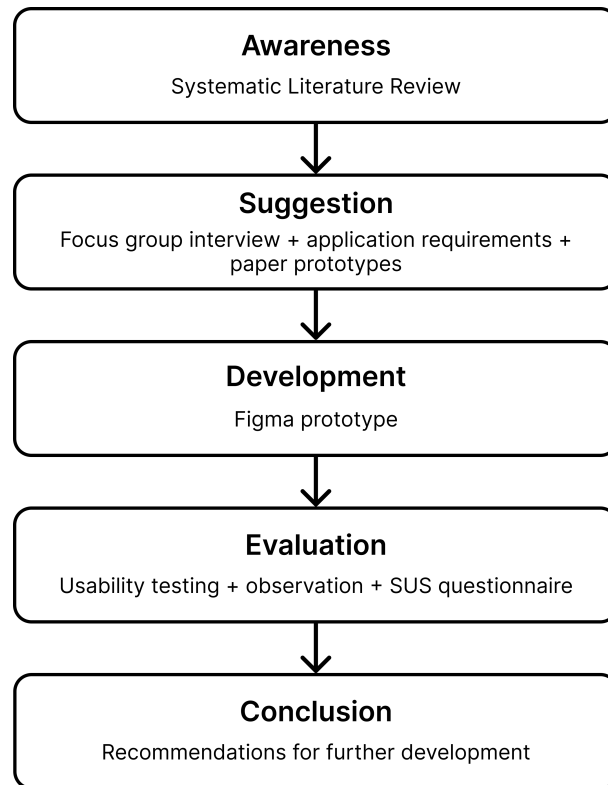 Awareness
Systematic Literature Review
Suggestion
Focus group interview + application requirements +
paper prototypes
Development
Figma prototype
Evaluation
Usability testing + observation + SUS questionnaire
Conclusion
Recommendations for further development